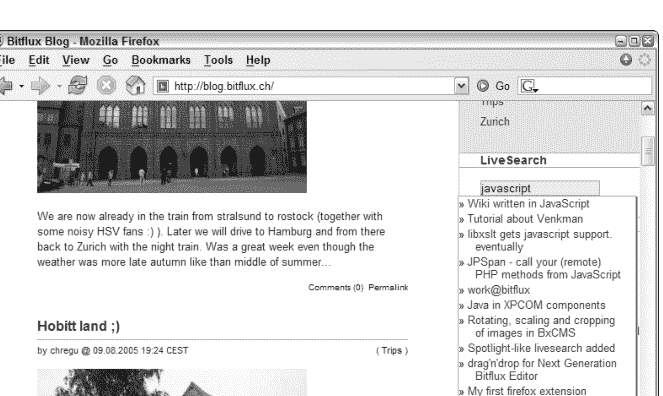 Bitflux Blog - Mozilla Firefox
File Edit View Go Bookmarks Tools Help
http://blog.bitflux.ch/ Go G
Trips
Zurich
LiveSearch
javascript
» Wiki written in JavaScript
» Tutorial about Venkman
» libxslt gets javascript support.
eventually
» JPSpan - call your (remote)
PHP methods from JavaScript
» work@bitflux
» Java in XPCOM components
» Rotating, scaling and cropping
of images in BxCMS
» Spotlight-like livesearch added
» drag'n'drop for Next Generation
Bitflux Editor
» My first firefox extension
We are now already in the train from stralsund to rostock (together with
some noisy HSV fans :) ). Later we will drive to Hamburg and from there
back to Zurich with the night train. Was a great week even though the
weather was more late autumn like than middle of summer...
Comments (0) Permalink
Hobitt land ;)
by chregu @ 09.08.2005 19:24 CEST ( Trips )